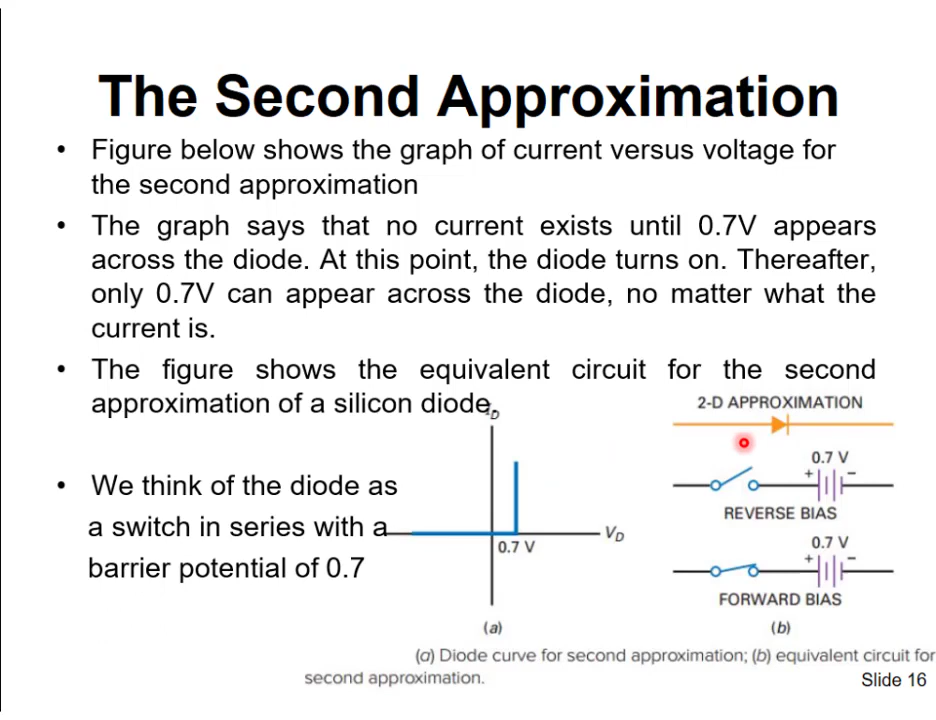 The Second Approximation
• Figure below shows the graph of current versus voltage for
the second approximation
• The graph says that no current exists until 0.7V appears
across the diode. At this point, the diode turns on. Thereafter,
only 0.7V can appear across the diode, no matter what the
current is.
• The figure shows the equivalent circuit for the second
approximation of a silicon diode.
• We think of the diode as
a switch in series with a
barrier potential of 0.7
V_D
0.7 V
(a)
2-D APPROXIMATION
0.7 V
+ −
REVERSE BIAS
0.7 V
+ −
FORWARD BIAS
(b)
(a) Diode curve for second approximation; (b) equivalent circuit for
second approximation.
Slide 16